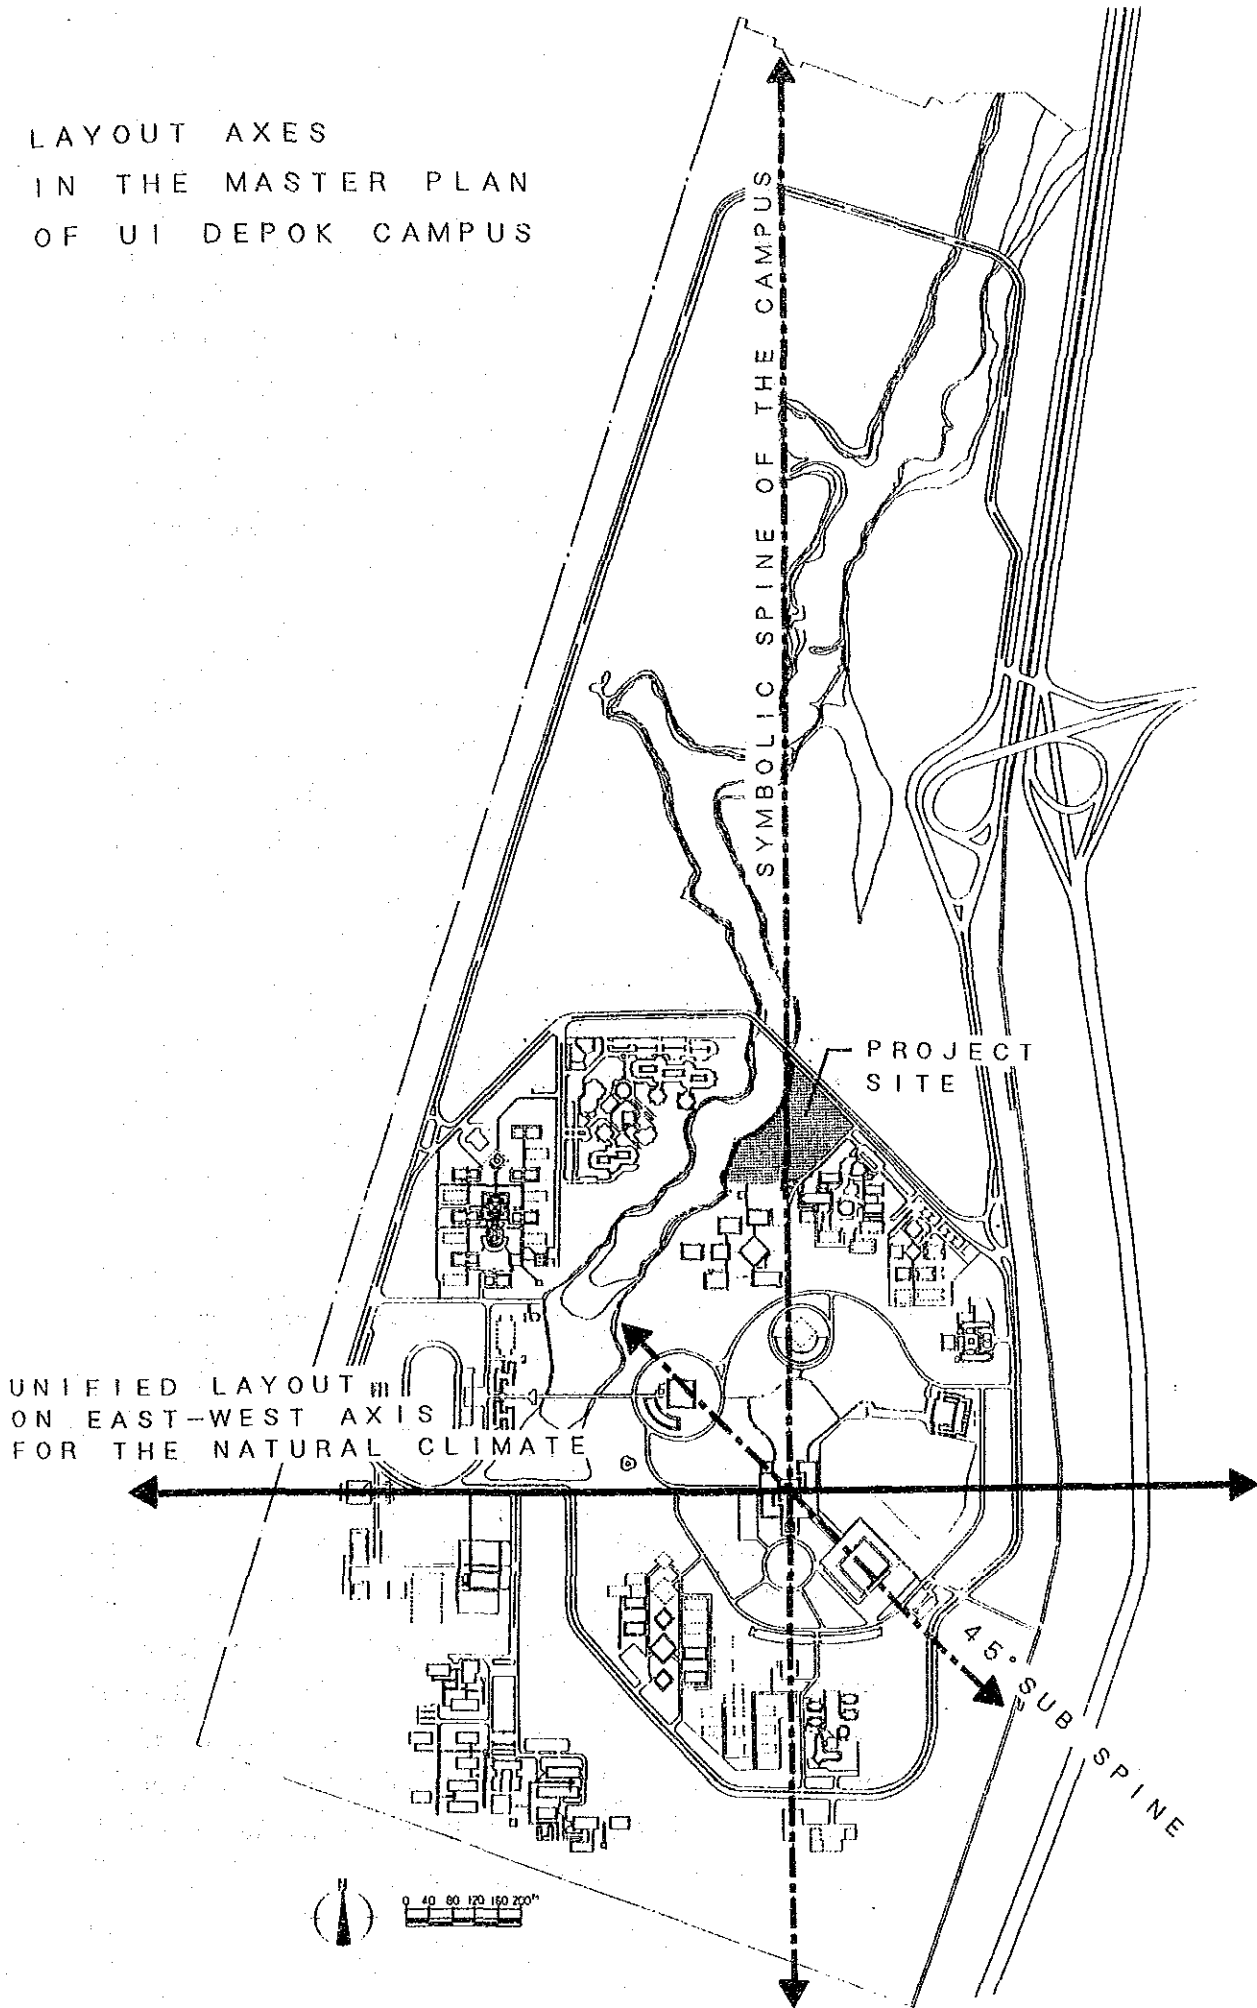 LAYOUT AXES
IN THE MASTER PLAN
OF UI DEPOK CAMPUS
SYMBOLIC SPINE OF THE CAMPUS
PROJECT
SITE
UNIFIED LAYOUT
ON EAST-WEST AXIS
FOR THE NATURAL CLIMATE
45° SUB SPINE
N
0 40 80 120 160 200M